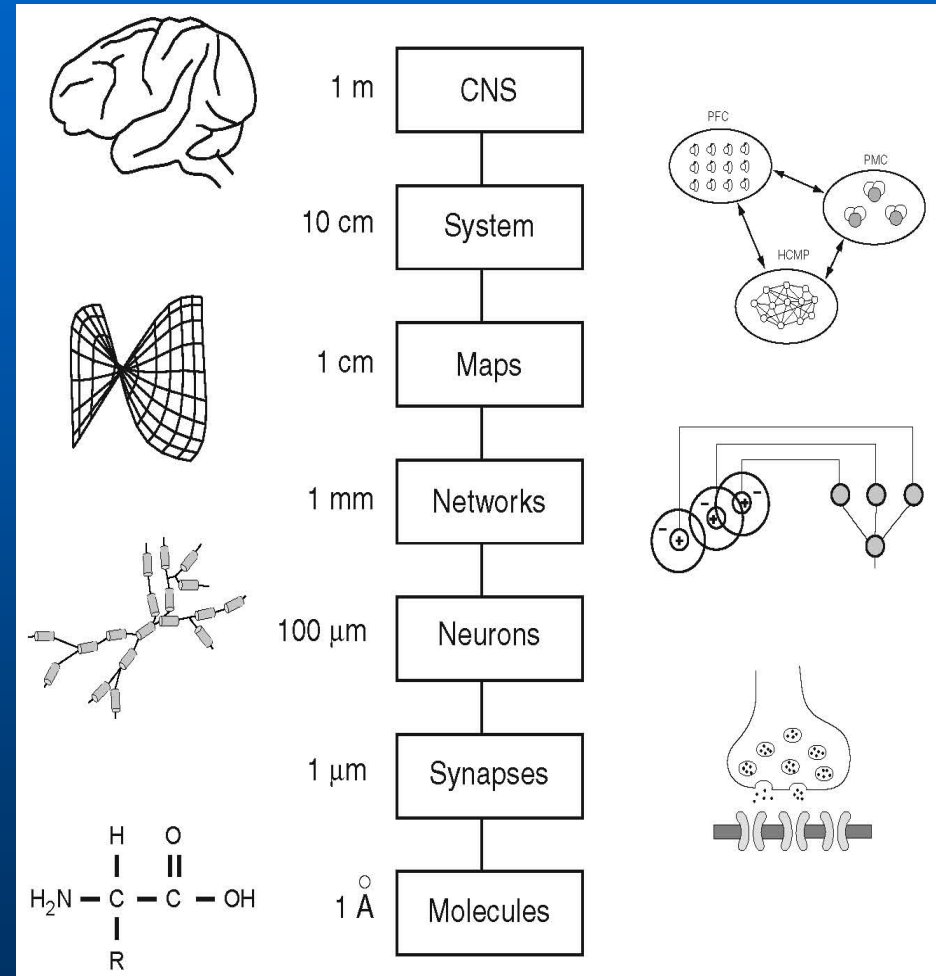 1 m
CNS
PFC
PMC
HCMP
10 cm
System
1 cm
Maps
1 mm
Networks
− + − + − +
100 μm
Neurons
1 μm
Synapses
H O
H₂N — C — C — OH
R
1 Å
Molecules